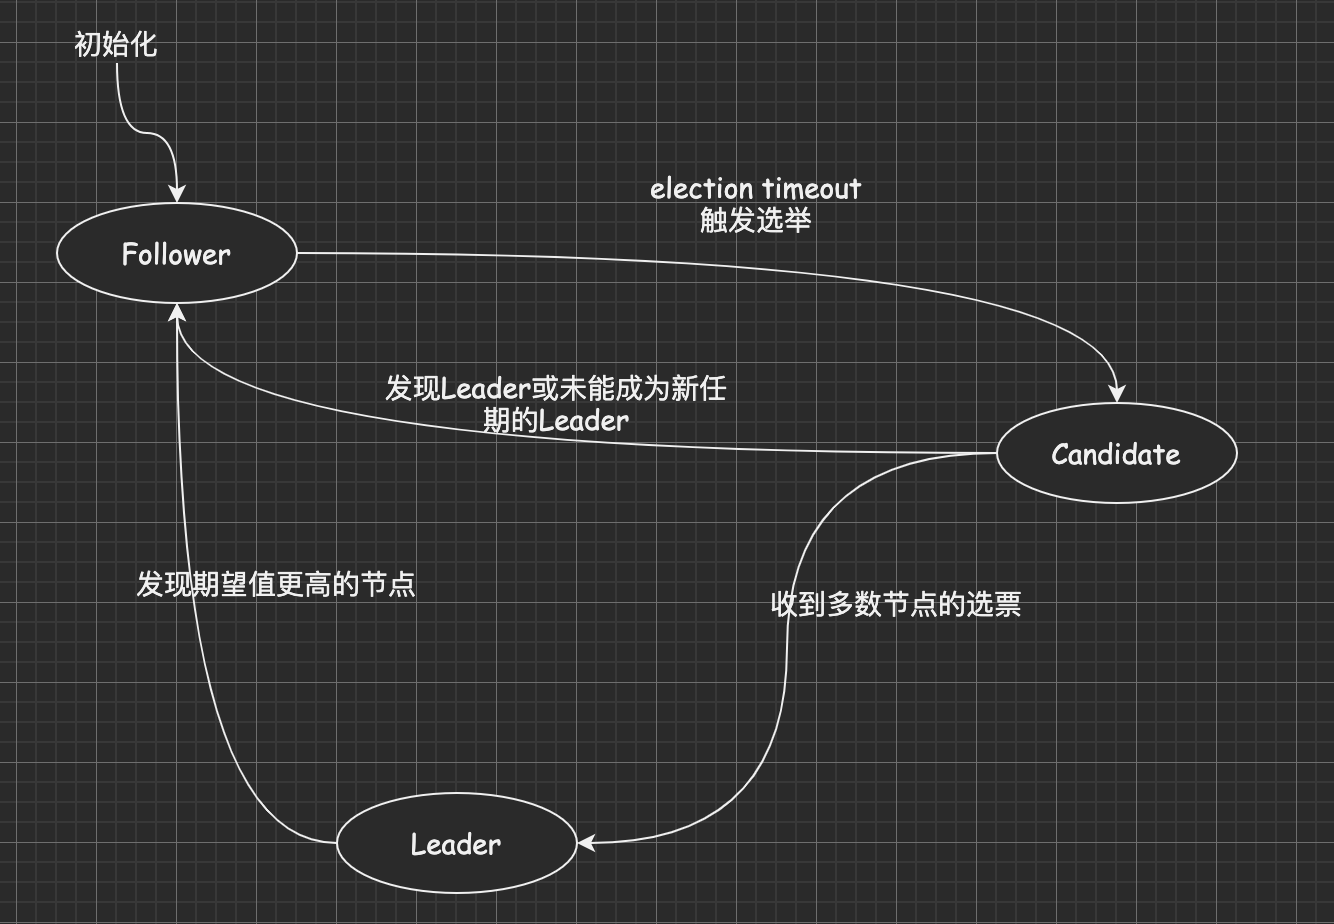 初始化
election timeout
触发选举
Follower
发现Leader或未能成为新任
期的Leader
Candidate
发现期望值更高的节点
收到多数节点的选票
Leader